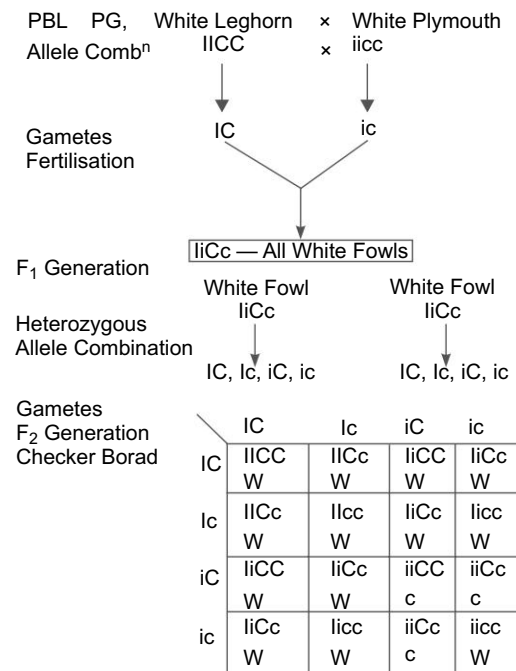 PBL PG, White Leghorn × White Plymouth
Allele Combⁿ IICC × iicc
Gametes IC ic
Fertilisation
IiCc — All White Fowls
F₁ Generation
White Fowl White Fowl
Heterozygous IiCc IiCc
Allele Combination
IC, Ic, iC, ic IC, Ic, iC, ic
Gametes
F₂ Generation IC Ic iC ic
Checker Borad
IC IICC IICc IiCC IiCc
W W W W
Ic IICc IIcc IiCc Iicc
W W W W
iC IiCC IiCc iiCC iiCc
W W c c
ic IiCc Iicc iiCc iicc
W W c W